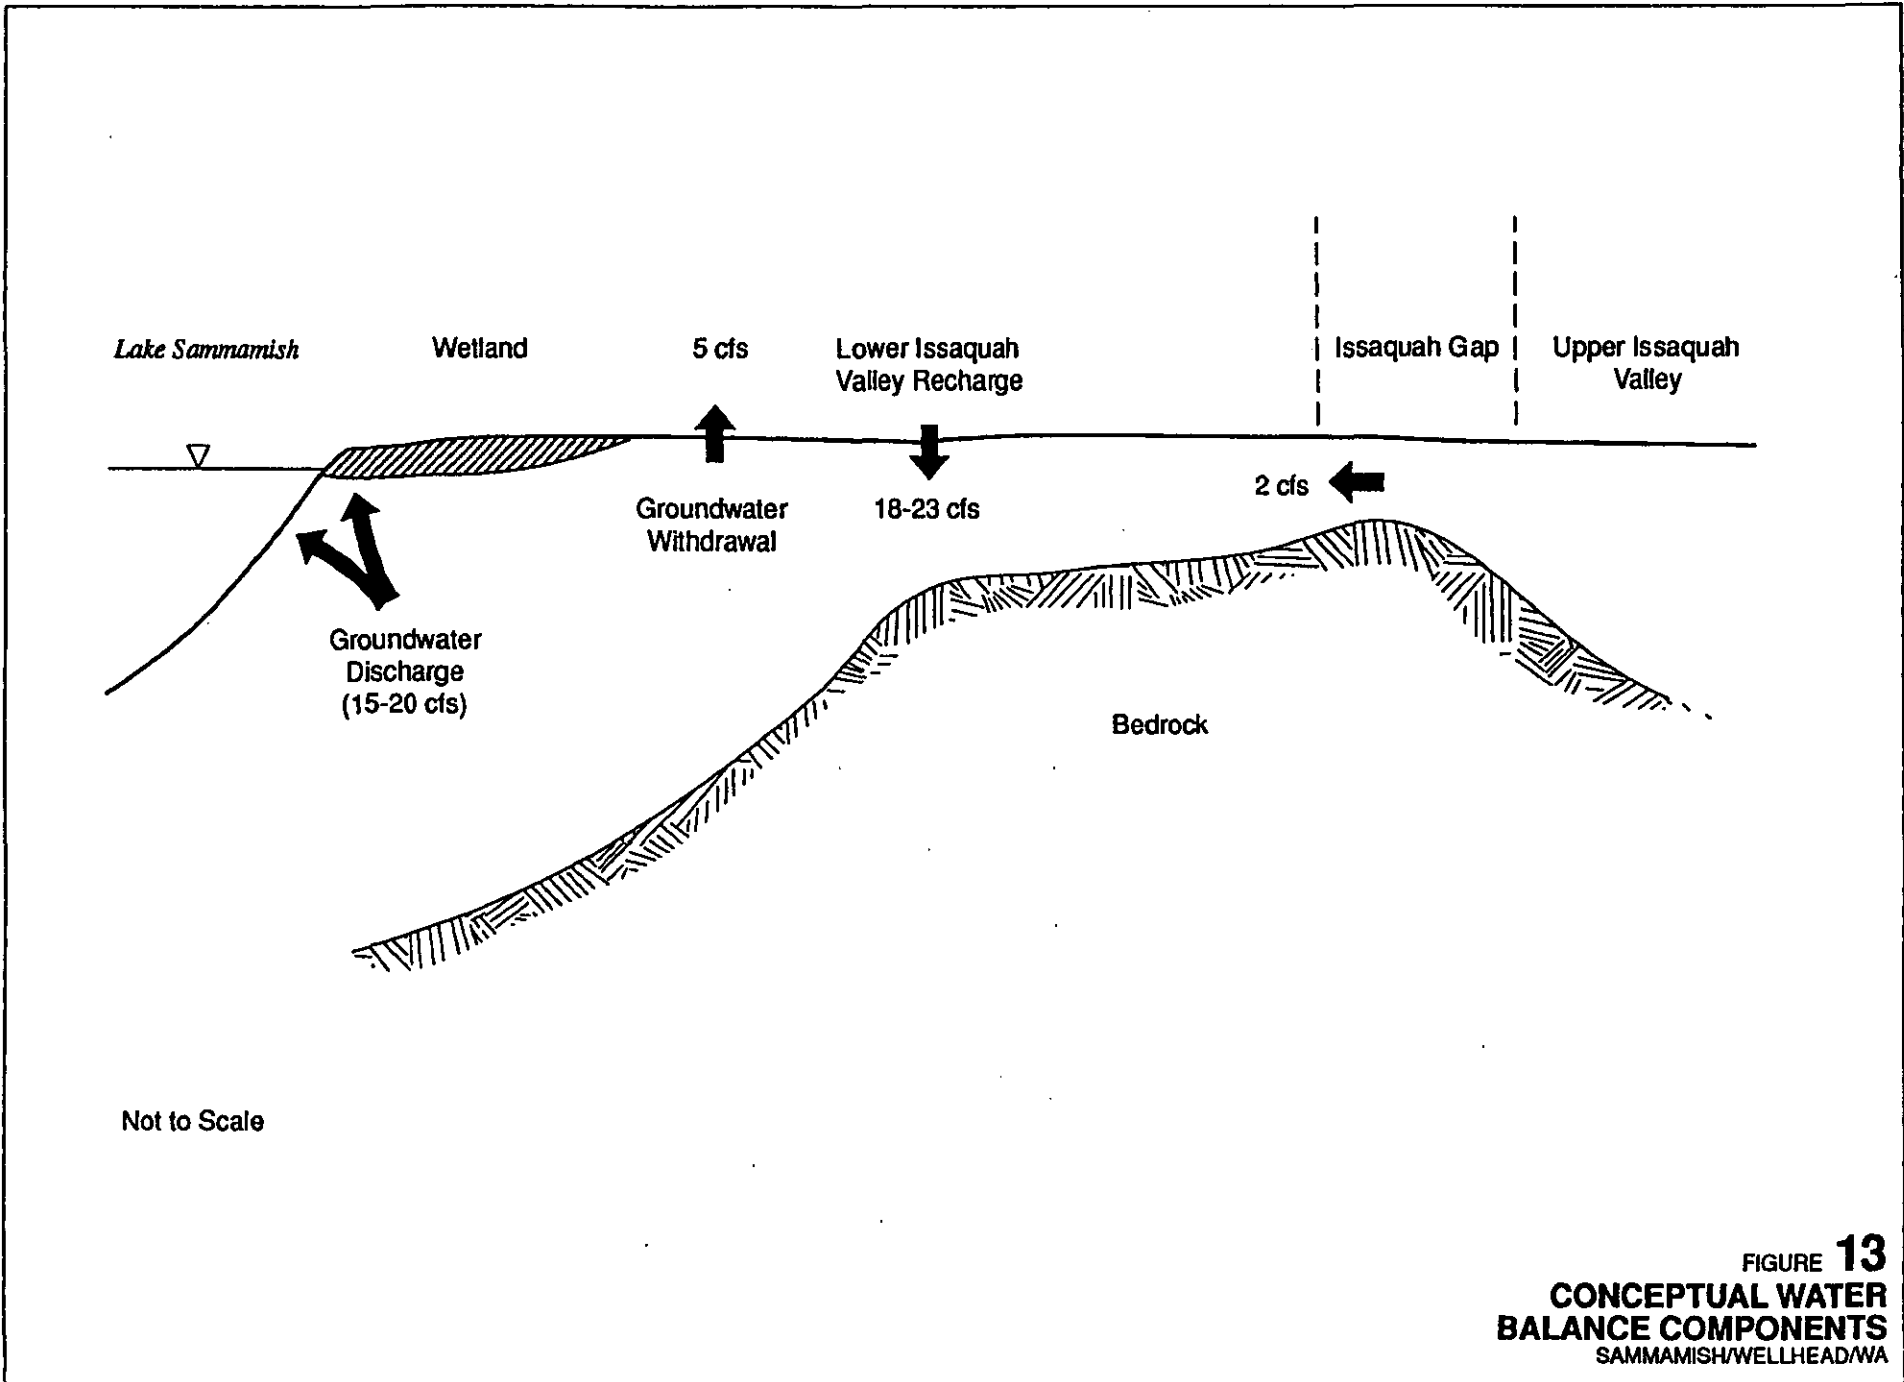 Lake Sammamish
Wetland
5 cfs
Lower Issaquah
Valley Recharge
Issaquah Gap
Upper Issaquah
Valley
Groundwater
Withdrawal
18-23 cfs
2 cfs
Groundwater
Discharge
(15-20 cfs)
Bedrock
Not to Scale
FIGURE 13
CONCEPTUAL WATER
BALANCE COMPONENTS
SAMMAMISH/WELLHEAD/WA